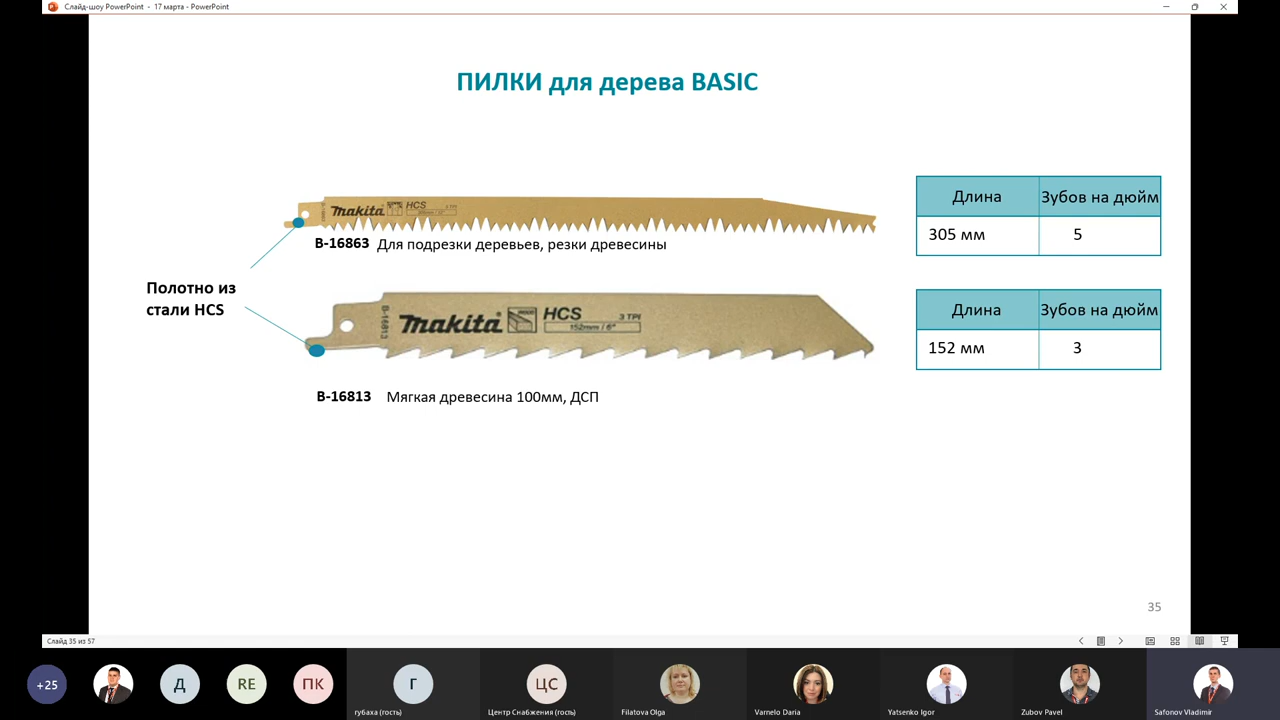 Слайд-шоу PowerPoint - 17 марта - PowerPoint
ПИЛКИ для дерева BASIC
Makita HCS
B-16863 Для подрезки деревьев, резки древесины
Длина Зубов на дюйм
305 мм 5
Полотно из
стали HCS
B-16813
Makita HCS 3 TPI
152mm / 6"
Длина Зубов на дюйм
152 мм 3
B-16813 Мягкая древесина 100мм, ДСП
35
Слайд 35 из 57
+25
Д
RE
ПК
Г
ЦС
губаха (гость)
Центр Снабжения (гость)
Filatova Olga
Varnelo Daria
Yatsenko Igor
Zubov Pavel
Safonov Vladimir